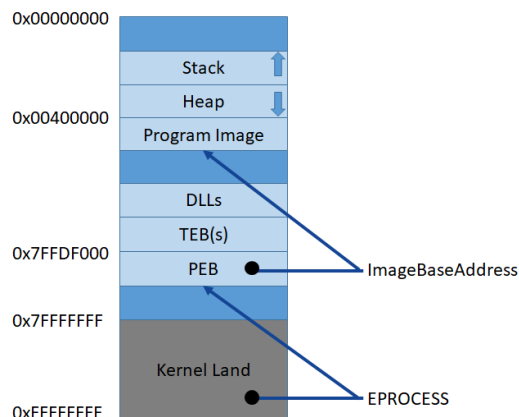 0x00000000
Stack
Heap
0x00400000
Program Image
DLLs
TEB(s)
0x7FFDF000
PEB
ImageBaseAddress
0x7FFFFFFF
Kernel Land
EPROCESS
0xFFFFFFFF